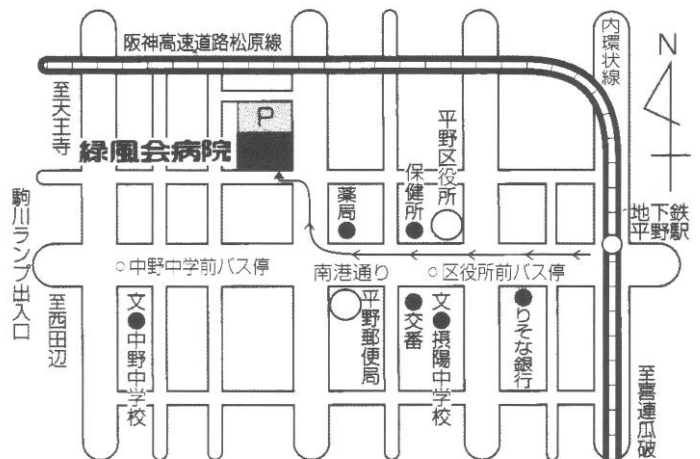 阪神高速道路松原線
内環状線
N
至天王寺
P
緑風会病院
平野区役所
保健所
薬局
地下鉄
平野駅
駒川ランプ出入口
中野中学前バス停
南港通り
区役所前バス停
至西田辺
文
中野中学校
平野郵便局
交番
文
摂陽中学校
りそな銀行
至喜連瓜破